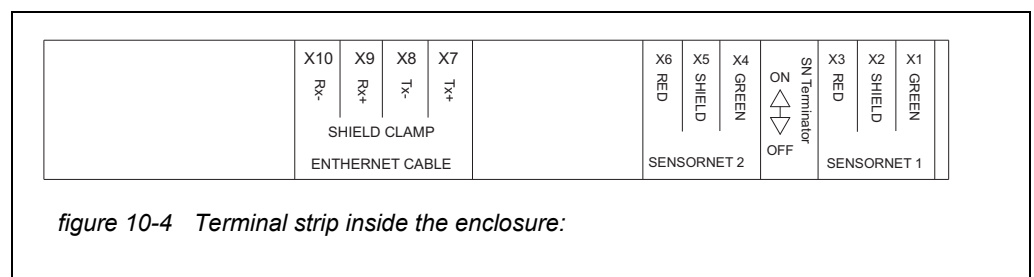 X10 X9 X8 X7
Rx- Rx+ Tx- Tx+
SHIELD CLAMP
ENTHERNET CABLE
X6 X5 X4
RED SHIELD GREEN
SENSORNET 2
SN Terminator
ON
OFF
X3 X2 X1
RED SHIELD GREEN
SENSORNET 1
figure 10-4 Terminal strip inside the enclosure: